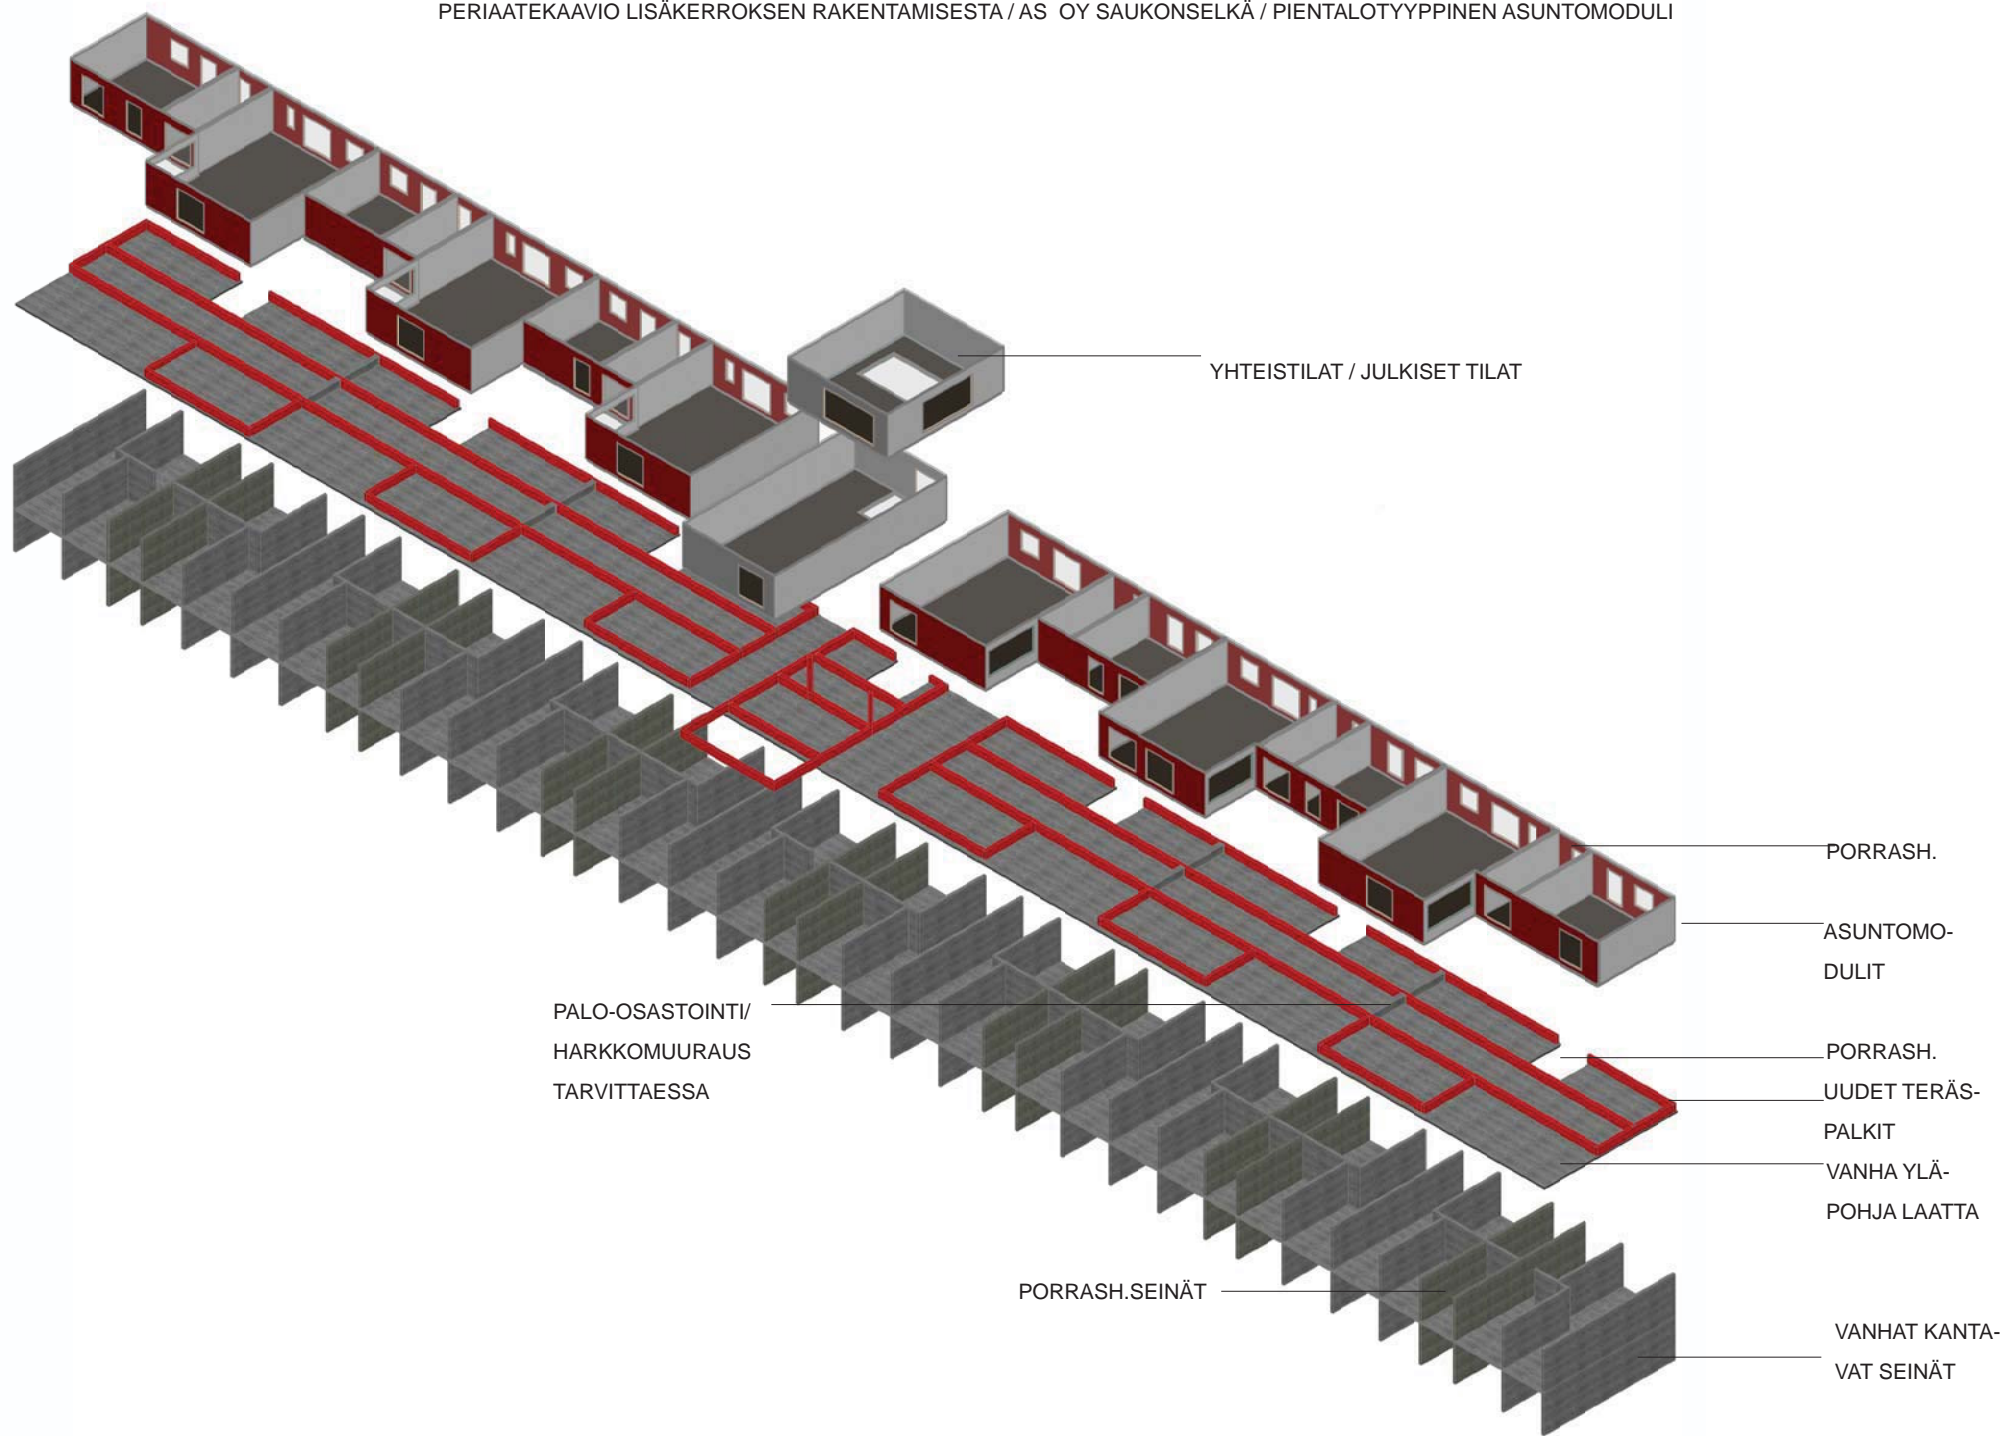 PERIAATEKAAVIO LISÄKERROKSEN RAKENTAMISESTA / AS OY SAUKONSELKÄ / PIENTALOTYYPPINEN ASUNTOMODULI
YHTEISTILAT / JULKISET TILAT
PORRASH.
ASUNTOMO-
DULIT
PALO-OSASTOINTI/
HARKKOMUURAUS
TARVITTAESSA
PORRASH.
UUDET TERÄS-
PALKIT
VANHA YLÄ-
POHJA LAATTA
PORRASH.SEINÄT
VANHAT KANTA-
VAT SEINÄT